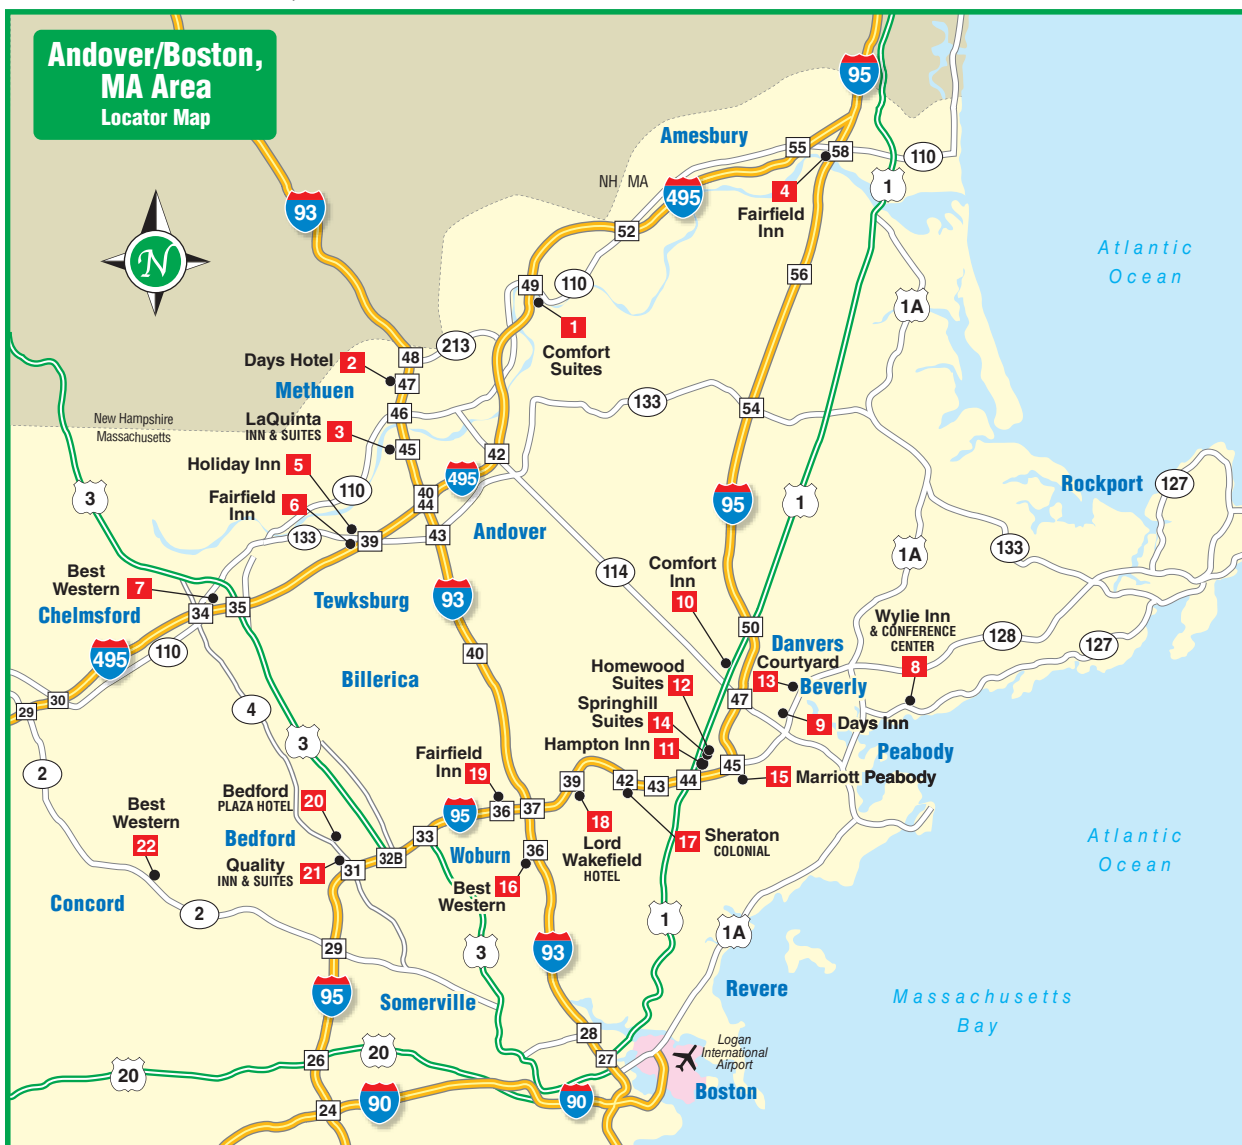 Andover/Boston,
MA Area
Locator Map
95
Amesbury
55
58
110
NH MA
1
495
4
Fairfield
Inn
93
52
Atlantic
Ocean
56
49
110
1A
1
Comfort
Suites
213
48
Days Hotel 2
47
Methuen
133
54
New Hampshire
Massachusetts
46
LaQuinta
INN & SUITES 3
45
42
Holiday Inn 5
495
Rockport
127
110
40
44
3
Fairfield
Inn
6
95
1
133
39
43
Andover
1A
133
114
Comfort
Inn
10
Best
Western 7
Chelmsford
34
35
Tewksburg
93
50
Wylie Inn
& CONFERENCE
CENTER
8
128
127
Danvers
495
110
40
Homewood
Suites 12
Courtyard
13
Beverly
Billerica
30
29
4
47
Springhill
Suites 14
9 Days Inn
3
Hampton Inn 11
Peabody
2
Fairfield
Inn 19
39
42
43
44
45
15 Marriott Peabody
Bedford
PLAZA HOTEL 20
95
36
37
Best
Western
22
Bedford
33
18
Lord
Wakefield
HOTEL
17 Sheraton
COLONIAL
Atlantic
Ocean
Woburn
32B
36
Quality
INN & SUITES 21
31
Best
Western 16
Concord
2
1
1A
29
3
93
95
Somerville
Revere
Massachusetts
Bay
28
Logan
International
Airport
26
20
27
20
Boston
90
90
24
N